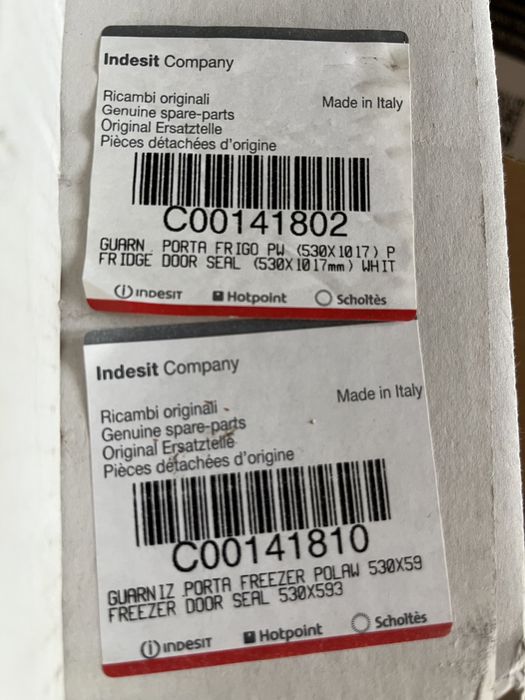 Indesit Company
Ricambi originali
Made in Italy
Genuine spare-parts
Original Ersatztelle
Pièces détachées d'origine
C00141802
GUARN . PORTA FRIGO PW (530X1017) P
FRIDGE DOOR SEAL (530X1017mm) WHIT
INDESIT Hotpoint Scholtès
Indesit Company
Ricambi originali
Made in Italy
Genuine spare-parts
Original Ersatztelle
Pièces détachées d'origine
C00141810
GUARNIZ PORTA FREEZER POLAW 530X59
FREEZER DOOR SEAL 530X593
INDESIT Hotpoint Scholtès